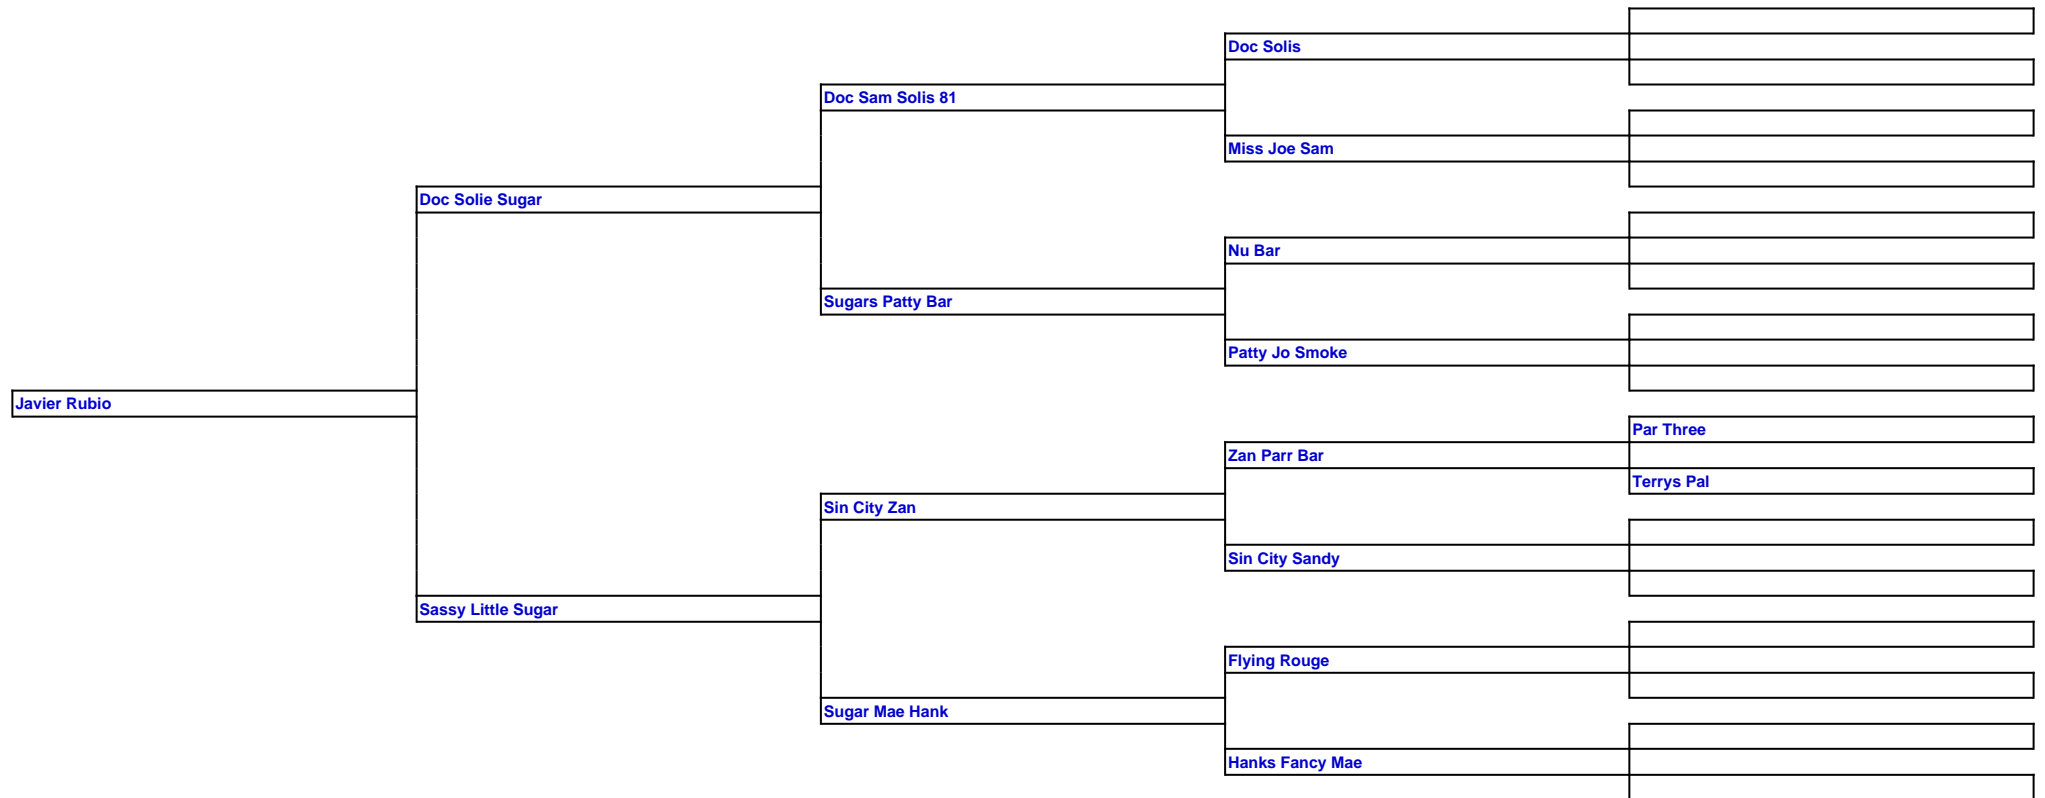 Doc Solis
Doc Sam Solis 81
Miss Joe Sam
Doc Solie Sugar
Nu Bar
Sugars Patty Bar
Patty Jo Smoke
Javier Rubio
Par Three
Zan Parr Bar
Terrys Pal
Sin City Zan
Sin City Sandy
Sassy Little Sugar
Flying Rouge
Sugar Mae Hank
Hanks Fancy Mae